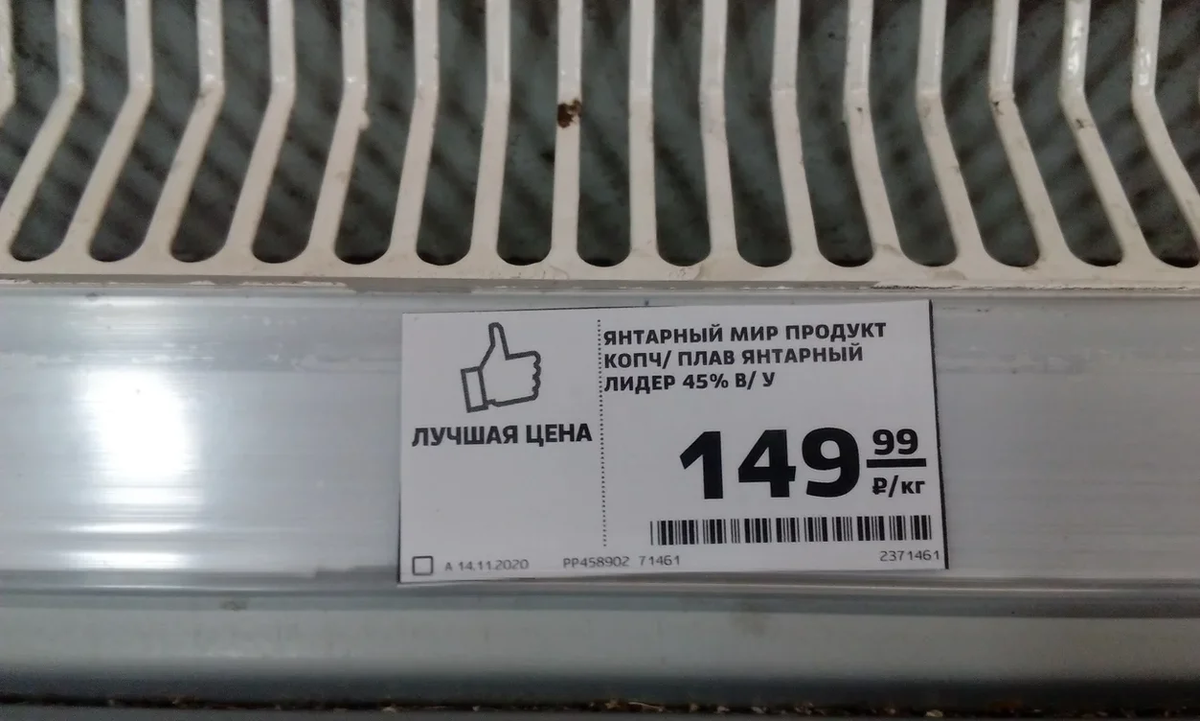 ЛУЧШАЯ ЦЕНА
ЯНТАРНЫЙ МИР ПРОДУКТ
КОПЧ/ ПЛАВ ЯНТАРНЫЙ
ЛИДЕР 45% В/ У
149 99
₽/кг
А 14.11.2020 PP458902 71461 2371461